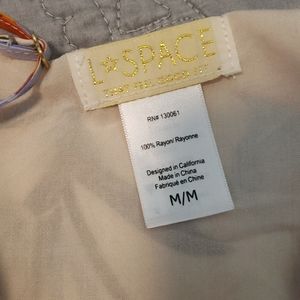 L★SPACE
RN# 130061
100% Rayon/ Rayonne
Designed in California
Made in China
Fabriqué en Chine
M/M